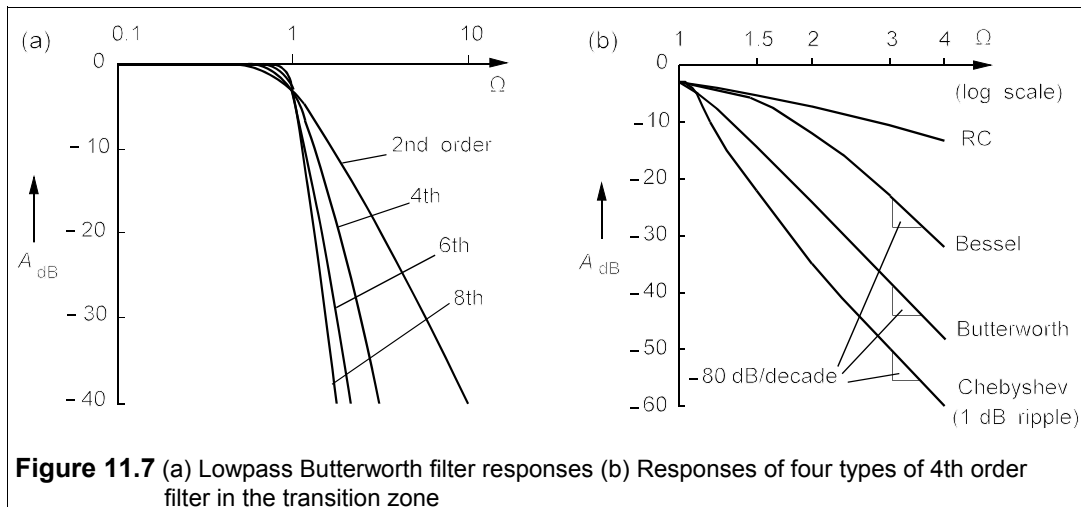 (a)
0.1
1
10
0
Ω
−10
−20
−30
−40
A dB
2nd order
4th
6th
8th
(b)
1
1.5
2
3
4
Ω
(log scale)
0
−10
−20
−30
−40
−50
−60
A dB
RC
Bessel
Butterworth
−80 dB/decade
Chebyshev
(1 dB ripple)
Figure 11.7 (a) Lowpass Butterworth filter responses (b) Responses of four types of 4th order
filter in the transition zone